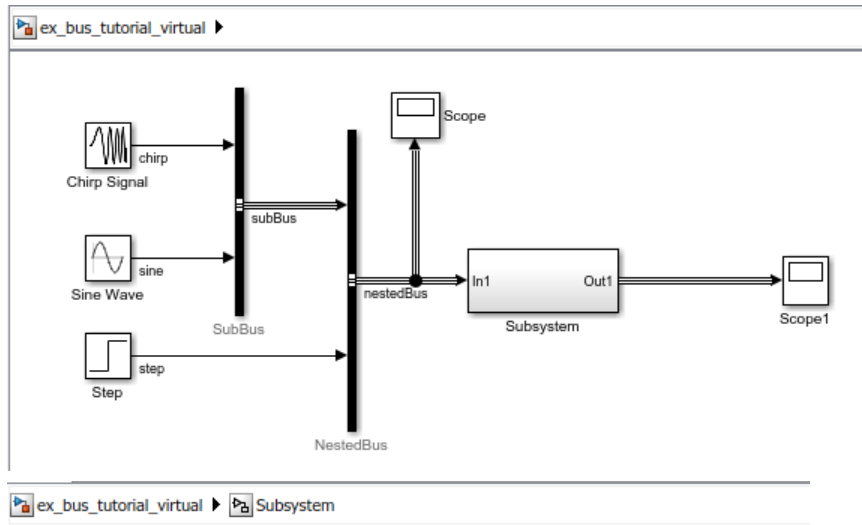 ex_bus_tutorial_virtual
Scope
chirp
Chirp Signal
subBus
sine
Sine Wave
nestedBus
In1
Out1
Subsystem
Scope1
SubBus
step
Step
NestedBus
ex_bus_tutorial_virtual Subsystem